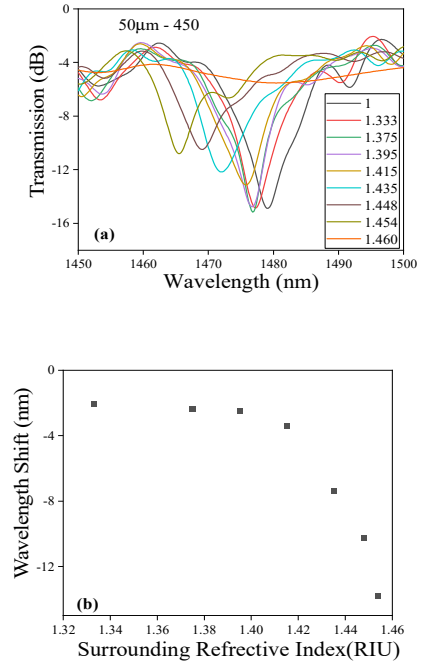 50μm - 450
0
-4
-8
-12
-16
Transmission (dB)
1
1.333
1.375
1.395
1.415
1.435
1.448
1.454
1.460
(a)
1450 1460 1470 1480 1490 1500
Wavelength (nm)
0
-4
-8
-12
Wavelength Shift (nm)
(b)
1.32 1.34 1.36 1.38 1.40 1.42 1.44 1.46
Surrounding Refrective Index(RIU)